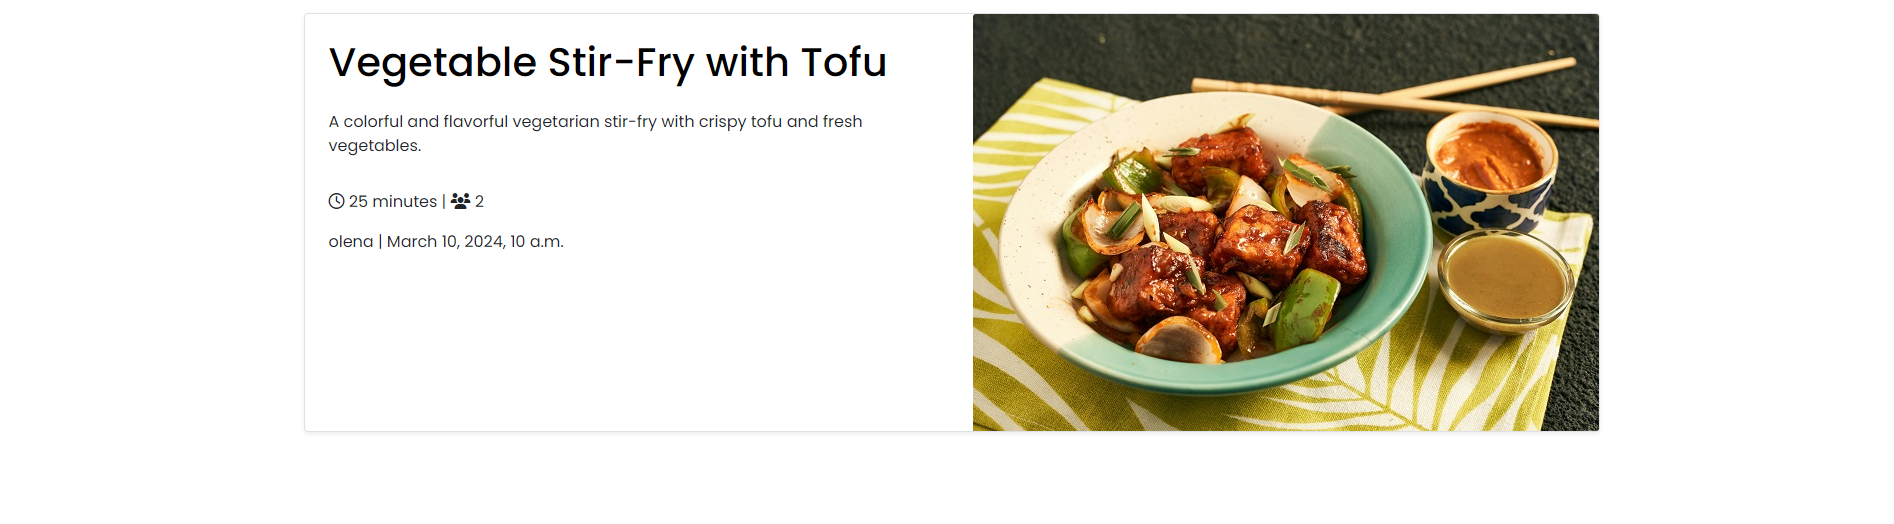 Vegetable Stir-Fry with Tofu
A colorful and flavorful vegetarian stir-fry with crispy tofu and fresh
vegetables.
25 minutes | 2
olena | March 10, 2024, 10 a.m.